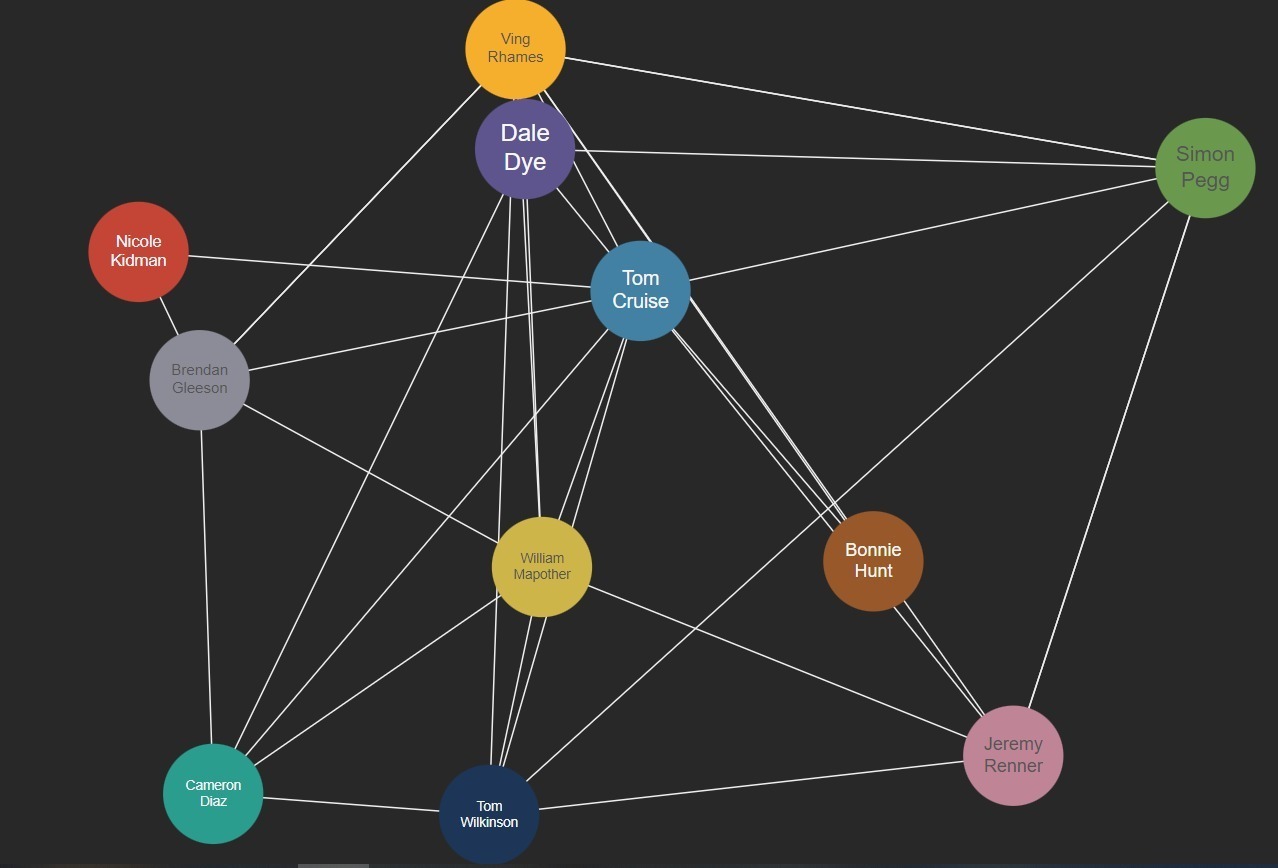 Ving
Rhames
Dale
Dye
Simon
Pegg
Nicole
Kidman
Tom
Cruise
Brendan
Gleeson
William
Mapother
Bonnie
Hunt
Jeremy
Renner
Cameron
Diaz
Tom
Wilkinson